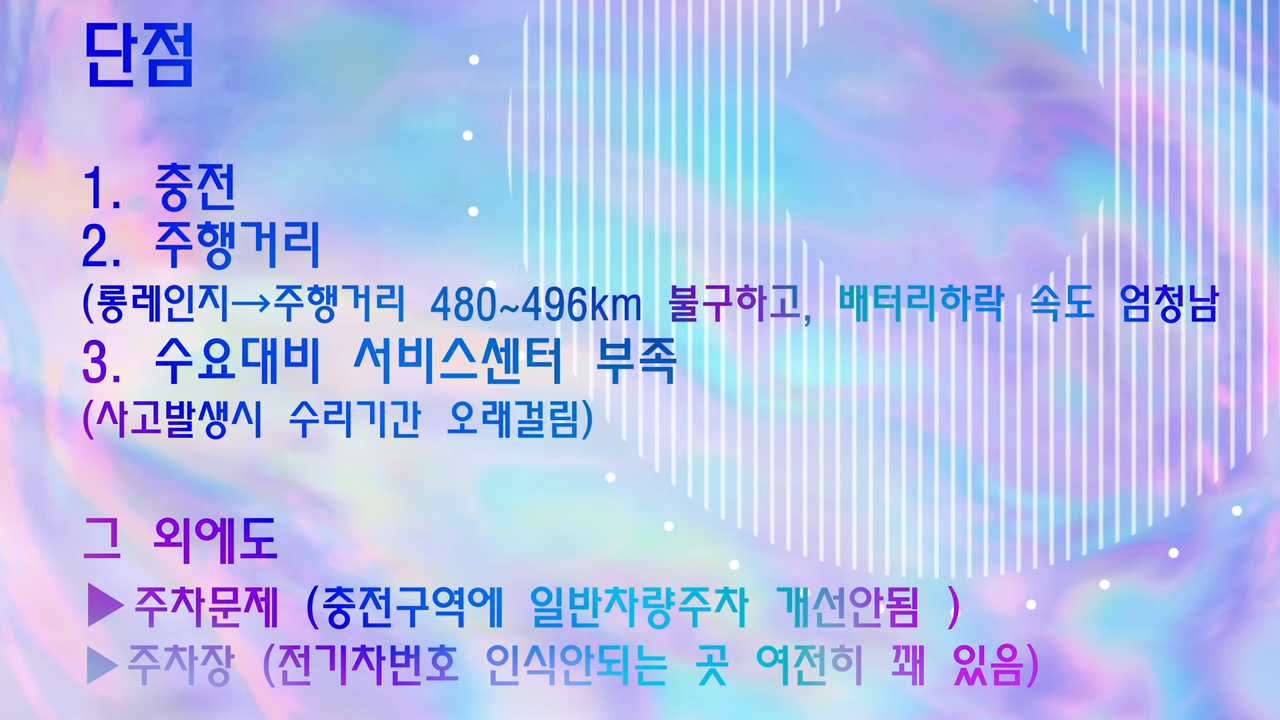 단점
1. 충전
2. 주행거리
(롱레인지→주행거리 480~496km 불구하고, 배터리하락 속도 엄청남
3. 수요대비 서비스센터 부족
(사고발생시 수리기간 오래걸림)
그 외에도
▶주차문제 (충전구역에 일반차량주차 개선안됨 )
▶주차장 (전기차번호 인식안되는 곳 여전히 꽤 있음)